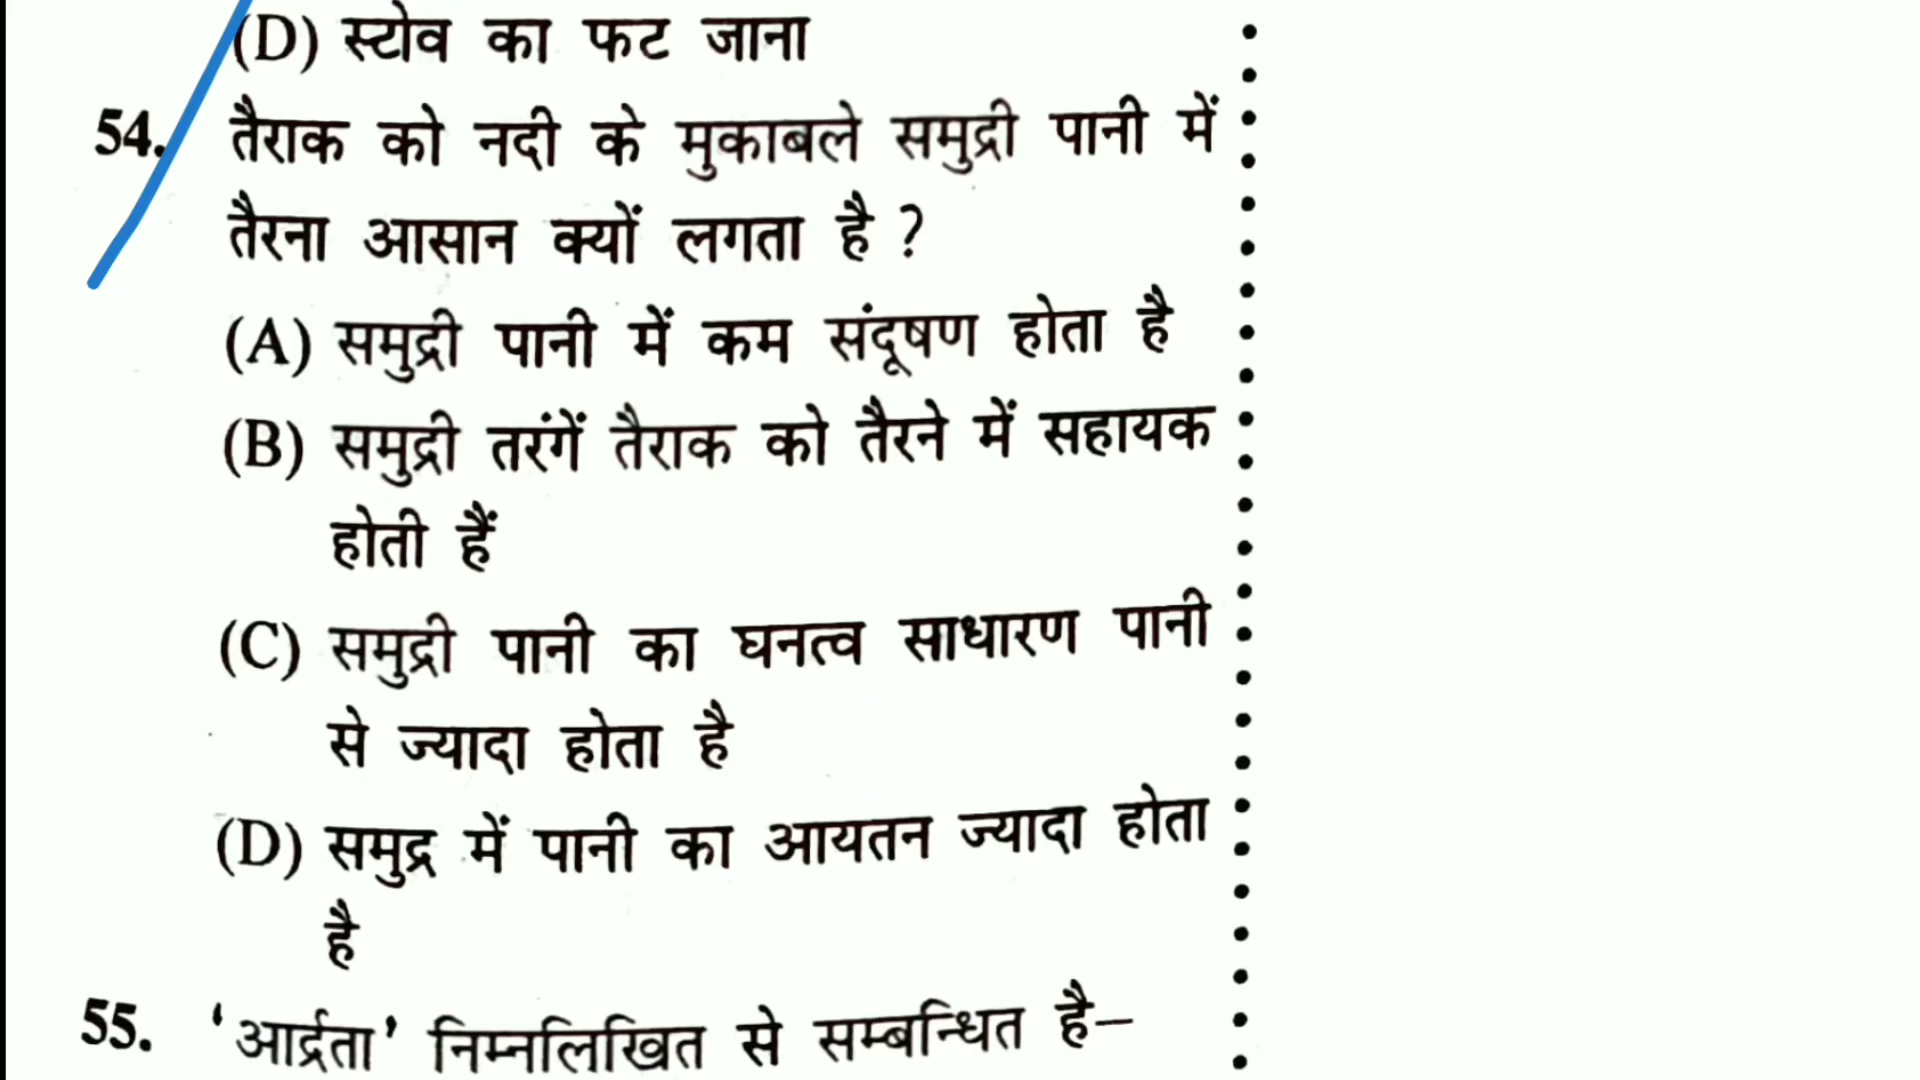 (D) स्टोव का फट जाना
54. तैराक को नदी के मुकाबले समुद्री पानी में
तैरना आसान क्यों लगता है ?
(A) समुद्री पानी में कम संदूषण होता है
(B) समुद्री तरंगें तैराक को तैरने में सहायक
होती हैं
(C) समुद्री पानी का घनत्व साधारण पानी
से ज्यादा होता है
(D) समुद्र में पानी का आयतन ज्यादा होता
है
55. ‘आर्द्रता’ निम्नलिखित से सम्बन्धित है–